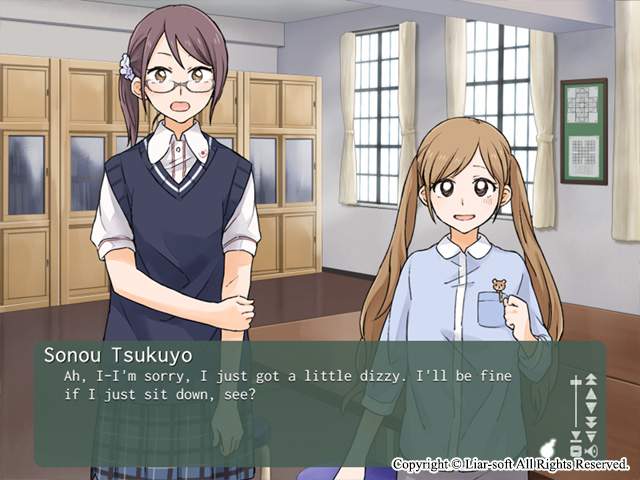 Sonou Tsukuyo
Ah, I-I'm sorry, I just got a little dizzy. I'll be fine
if I just sit down, see?
Copyright © Liar-soft All Rights Reserved.